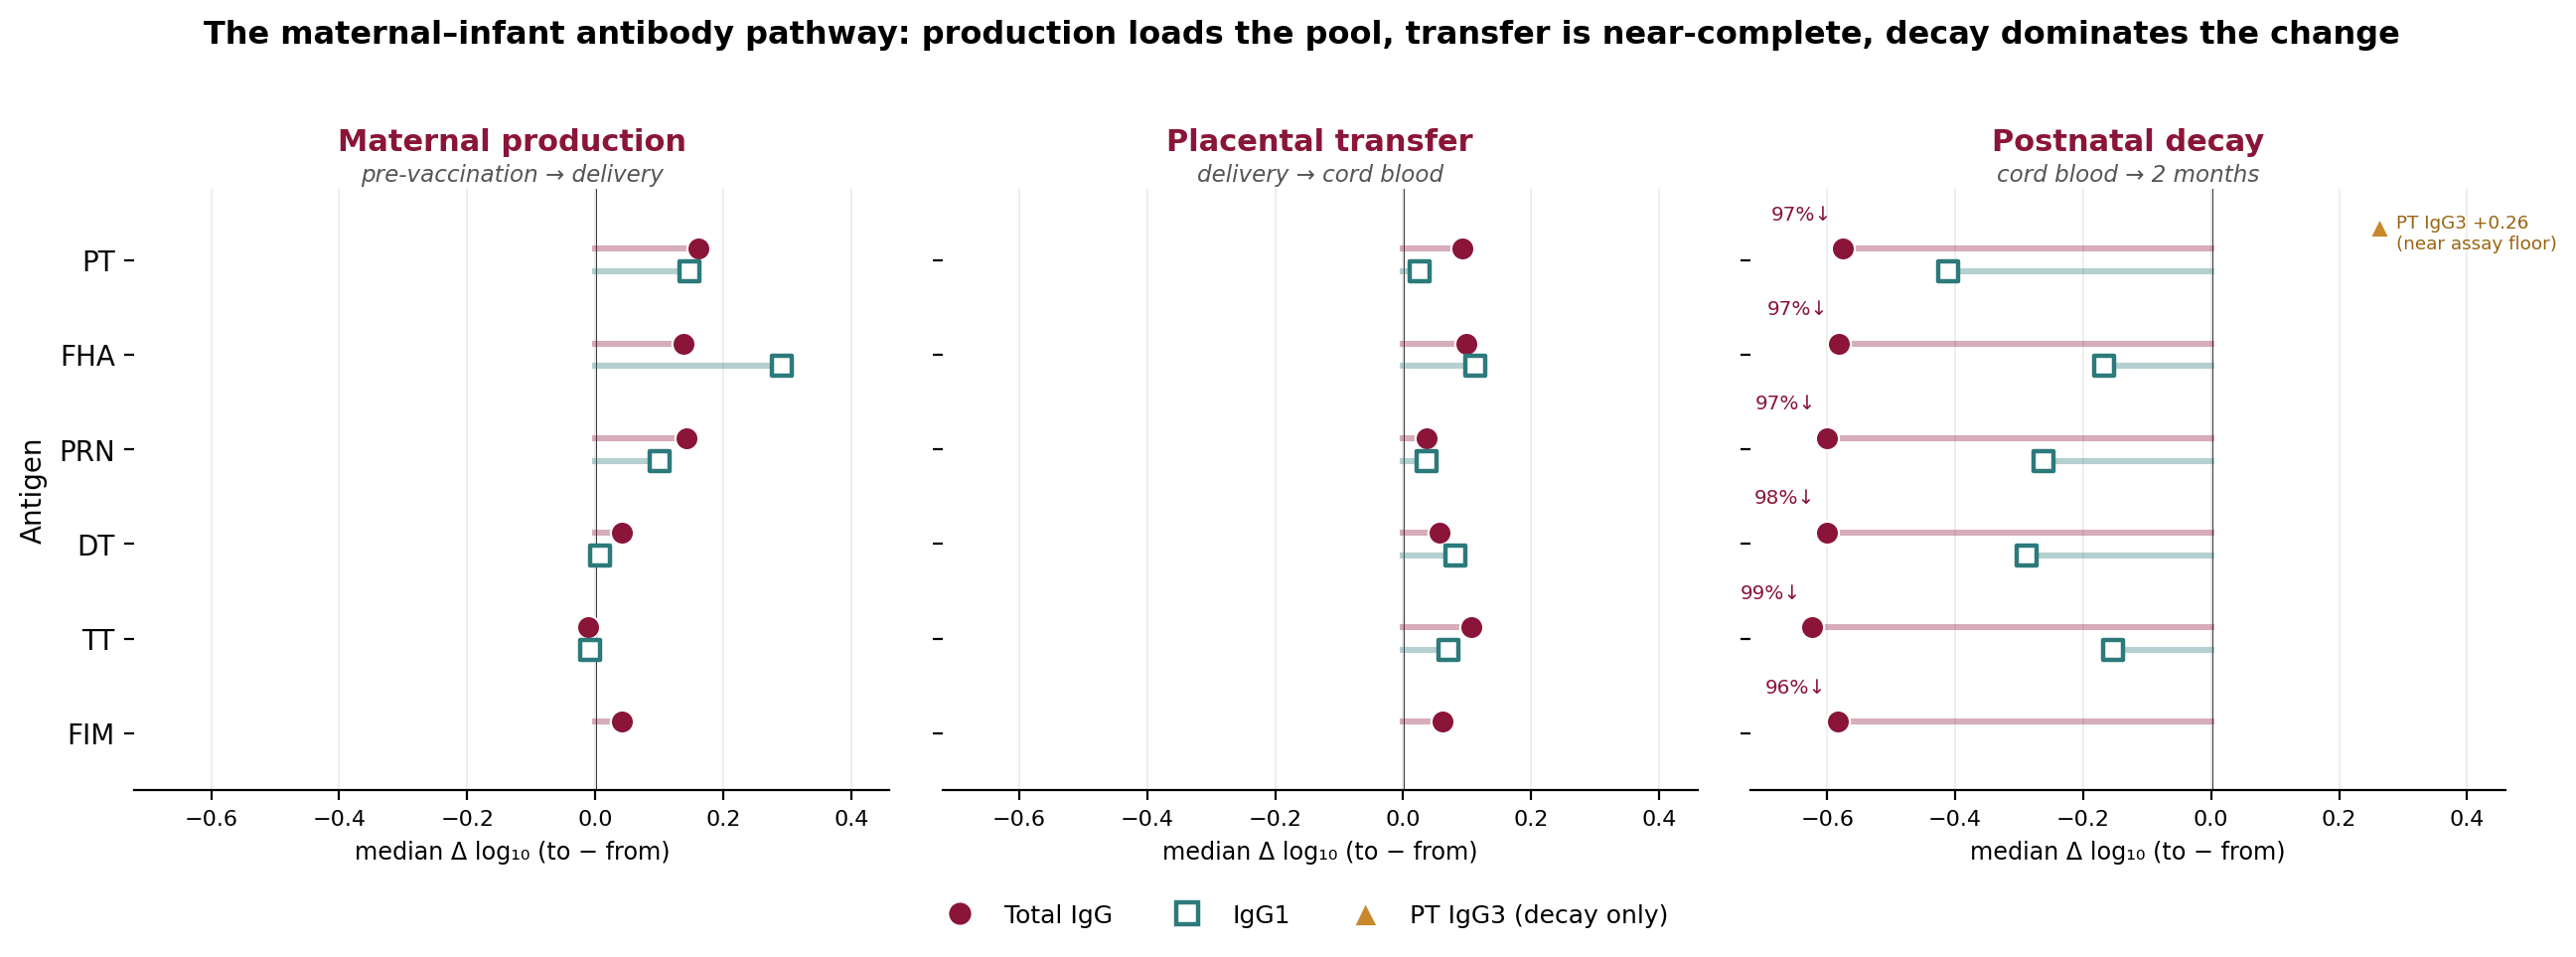 The maternal–infant antibody pathway: production loads the pool, transfer is near-complete, decay dominates the change
Maternal production
pre-vaccination → delivery
Placental transfer
delivery → cord blood
Postnatal decay
cord blood → 2 months
Antigen
PT
FHA
PRN
DT
TT
FIM
97%↓
97%↓
97%↓
98%↓
99%↓
96%↓
PT IgG3 +0.26
(near assay floor)
−0.6 −0.4 −0.2 0.0 0.2 0.4
median Δ log₁₀ (to − from)
−0.6 −0.4 −0.2 0.0 0.2 0.4
median Δ log₁₀ (to − from)
−0.6 −0.4 −0.2 0.0 0.2 0.4
median Δ log₁₀ (to − from)
Total IgG
IgG1
PT IgG3 (decay only)